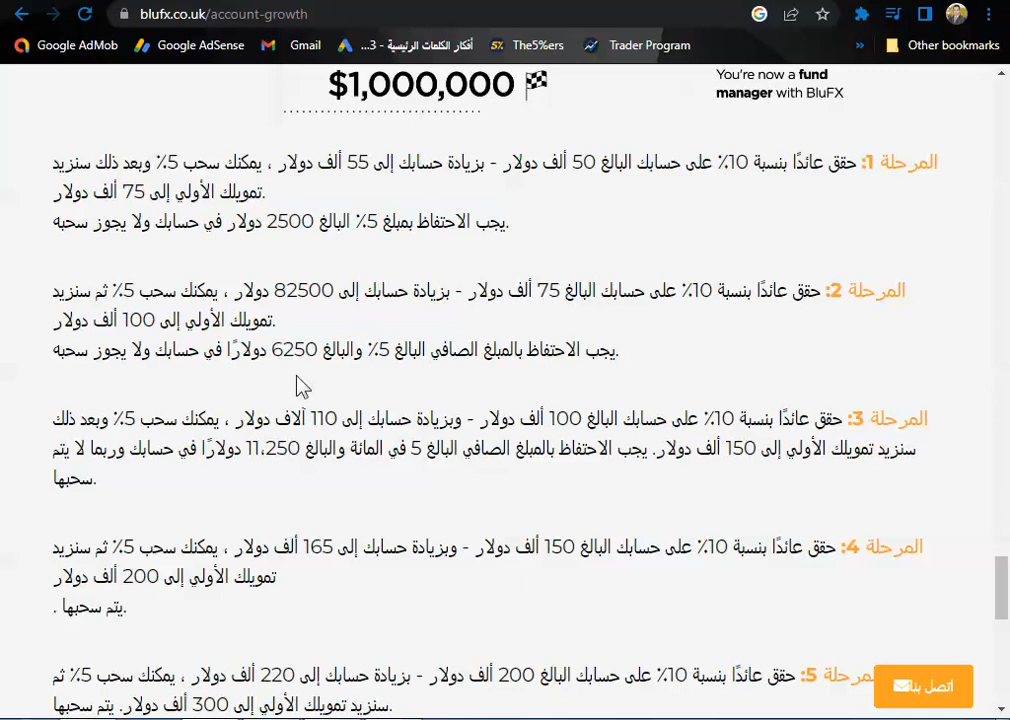 blufx.co.uk/account-growth
Google AdMob
Google AdSense
Gmail
أفكار الكلمات الرئيسية - 3...
The5%ers
Trader Program
»
Other bookmarks
$1,000,000
You're now a fund
manager with BluFX
المرحلة 1: حقق عائدًا بنسبة 10٪ على حسابك البالغ 50 ألف دولار - بزيادة حسابك إلى 55 ألف دولار ، يمكنك سحب 5٪ وبعد ذلك سنزيد
تمويلك الأولي إلى 75 ألف دولار.
يجب الاحتفاظ بمبلغ 5٪ البالغ 2500 دولار في حسابك ولا يجوز سحبه.
المرحلة 2: حقق عائدًا بنسبة 10٪ على حسابك البالغ 75 ألف دولار - بزيادة حسابك إلى 82500 دولار ، يمكنك سحب 5٪ ثم سنزيد
تمويلك الأولي إلى 100 ألف دولار.
يجب الاحتفاظ بالمبلغ الصافي البالغ 5٪ والبالغ 6250 دولارًا في حسابك ولا يجوز سحبه.
المرحلة 3: حقق عائدًا بنسبة 10٪ على حسابك البالغ 100 ألف دولار - وبزيادة حسابك إلى 110 آلاف دولار ، يمكنك سحب 5٪ وبعد ذلك
سنزيد تمويلك الأولي إلى 150 ألف دولار. يجب الاحتفاظ بالمبلغ الصافي البالغ 5 في المائة والبالغ 11،250 دولارًا في حسابك وربما لا يتم
سحبها.
المرحلة 4: حقق عائدًا بنسبة 10٪ على حسابك البالغ 150 ألف دولار - وبزيادة حسابك إلى 165 ألف دولار ، يمكنك سحب 5٪ ثم سنزيد
تمويلك الأولي إلى 200 ألف دولار
يتم سحبها .
المرحلة 5: حقق عائدًا بنسبة 10٪ على حسابك البالغ 200 ألف دولار - بزيادة حسابك إلى 220 ألف دولار ، يمكنك سحب 5٪ ثم
سنزيد تمويلك الأولي إلى 300 ألف دولار. يتم سحبها.
اتصل بنا